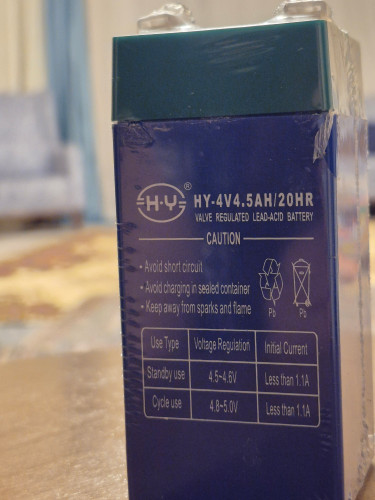 H-Y® HY-4V4.5AH/20HR
VALVE REGULATED LEAD-ACID BATTERY
CAUTION
• Avoid short circuit
• Avoid charging in sealed container
• Keep away from sparks and flame
Pb Pb
Use Type Voltage Regulation Initial Current
Standby use 4.5~4.6V Less than 1.1A
Cycle use 4.8~5.0V Less than 1.1A